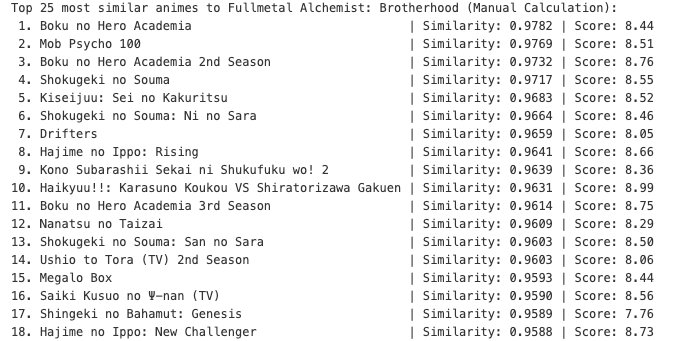 Top 25 most similar animes to Fullmetal Alchemist: Brotherhood (Manual Calculation):
1. Boku no Hero Academia | Similarity: 0.9782 | Score: 8.44
2. Mob Psycho 100 | Similarity: 0.9769 | Score: 8.51
3. Boku no Hero Academia 2nd Season | Similarity: 0.9732 | Score: 8.76
4. Shokugeki no Souma | Similarity: 0.9717 | Score: 8.55
5. Kiseijuu: Sei no Kakuritsu | Similarity: 0.9683 | Score: 8.52
6. Shokugeki no Souma: Ni no Sara | Similarity: 0.9664 | Score: 8.46
7. Drifters | Similarity: 0.9659 | Score: 8.05
8. Hajime no Ippo: Rising | Similarity: 0.9641 | Score: 8.66
9. Kono Subarashii Sekai ni Shukufuku wo! 2 | Similarity: 0.9639 | Score: 8.36
10. Haikyuu!!: Karasuno Koukou VS Shiratorizawa Gakuen | Similarity: 0.9631 | Score: 8.99
11. Boku no Hero Academia 3rd Season | Similarity: 0.9614 | Score: 8.75
12. Nanatsu no Taizai | Similarity: 0.9609 | Score: 8.29
13. Shokugeki no Souma: San no Sara | Similarity: 0.9603 | Score: 8.50
14. Ushio to Tora (TV) 2nd Season | Similarity: 0.9603 | Score: 8.06
15. Megalo Box | Similarity: 0.9593 | Score: 8.44
16. Saiki Kusuo no Ψ-nan (TV) | Similarity: 0.9590 | Score: 8.56
17. Shingeki no Bahamut: Genesis | Similarity: 0.9589 | Score: 7.76
18. Hajime no Ippo: New Challenger | Similarity: 0.9588 | Score: 8.73